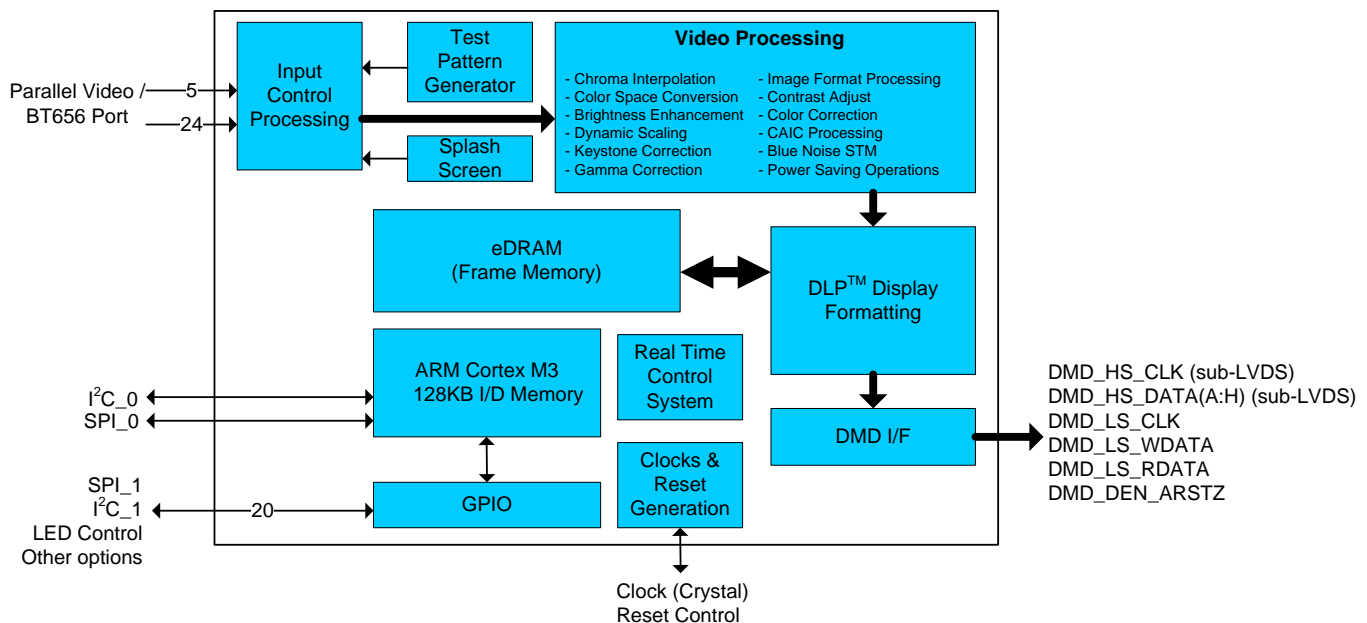 Parallel Video /
BT656 Port
5
24
Input
Control
Processing
Test
Pattern
Generator
Splash
Screen
Video Processing
- Chroma Interpolation
- Color Space Conversion
- Brightness Enhancement
- Dynamic Scaling
- Keystone Correction
- Gamma Correction
- Image Format Processing
- Contrast Adjust
- Color Correction
- CAIC Processing
- Blue Noise STM
- Power Saving Operations
eDRAM
(Frame Memory)
DLP™ Display
Formatting
I²C_0
SPI_0
ARM Cortex M3
128KB I/D Memory
Real Time
Control
System
DMD I/F
DMD_HS_CLK (sub-LVDS)
DMD_HS_DATA(A:H) (sub-LVDS)
DMD_LS_CLK
DMD_LS_WDATA
DMD_LS_RDATA
DMD_DEN_ARSTZ
SPI_1
I²C_1
LED Control
Other options
20
GPIO
Clocks &
Reset
Generation
Clock (Crystal)
Reset Control